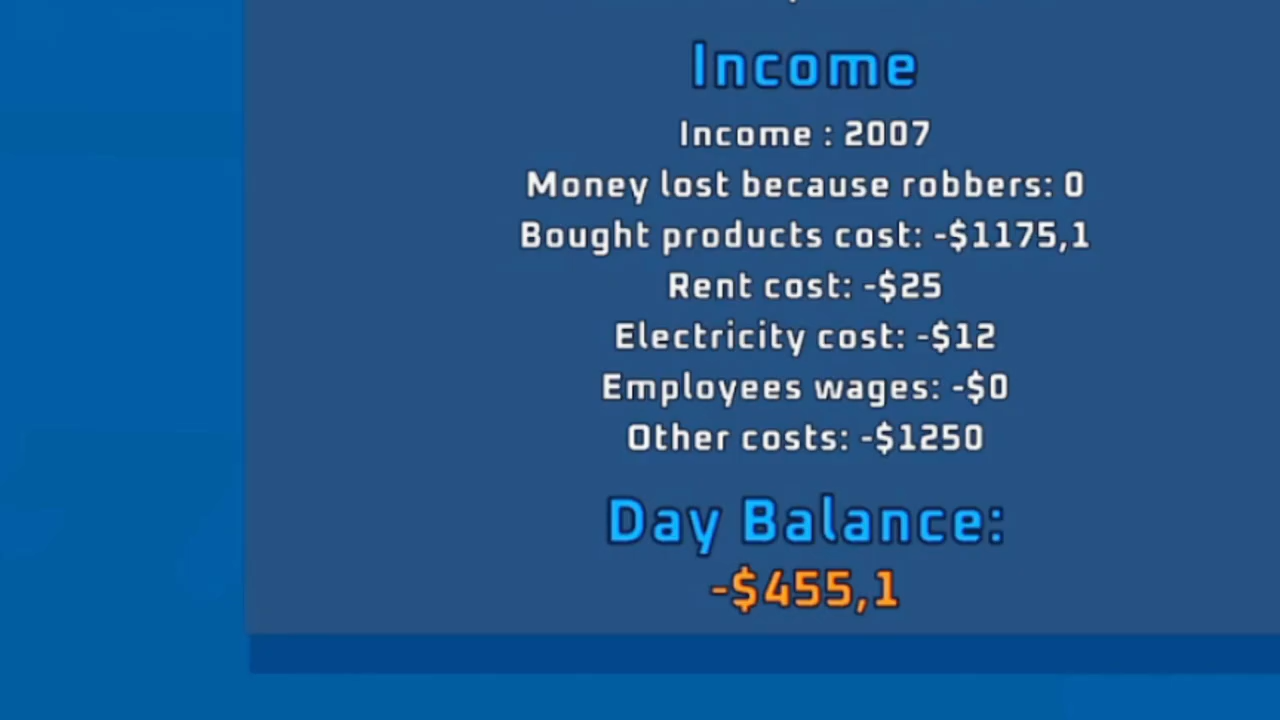 Income
Income : 2007
Money lost because robbers: 0
Bought products cost: -$1175,1
Rent cost: -$25
Electricity cost: -$12
Employees wages: -$0
Other costs: -$1250
Day Balance:
-$455,1